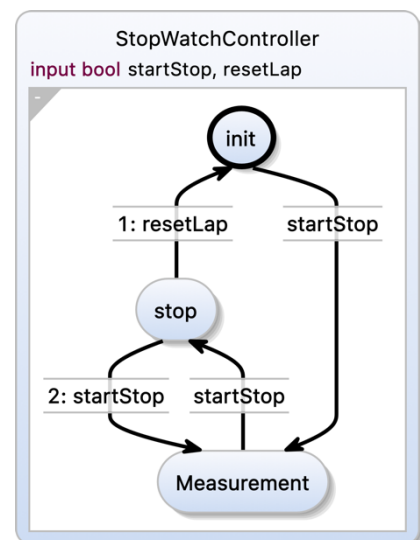 StopWatchController
input bool startStop, resetLap
-
init
1: resetLap
startStop
stop
2: startStop
startStop
Measurement